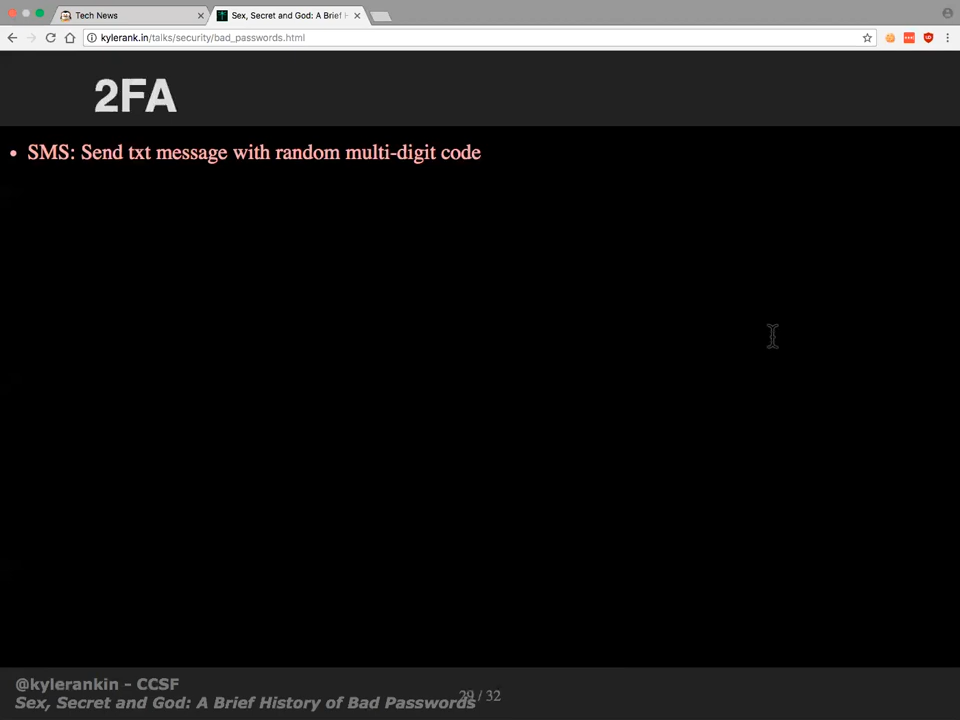 Tech News
Sex, Secret and God: A Brief H
kylerank.in/talks/security/bad_passwords.html
2FA
• SMS: Send txt message with random multi-digit code
@kylerankin - CCSF
Sex, Secret and God: A Brief History of Bad Passwords
29 / 32